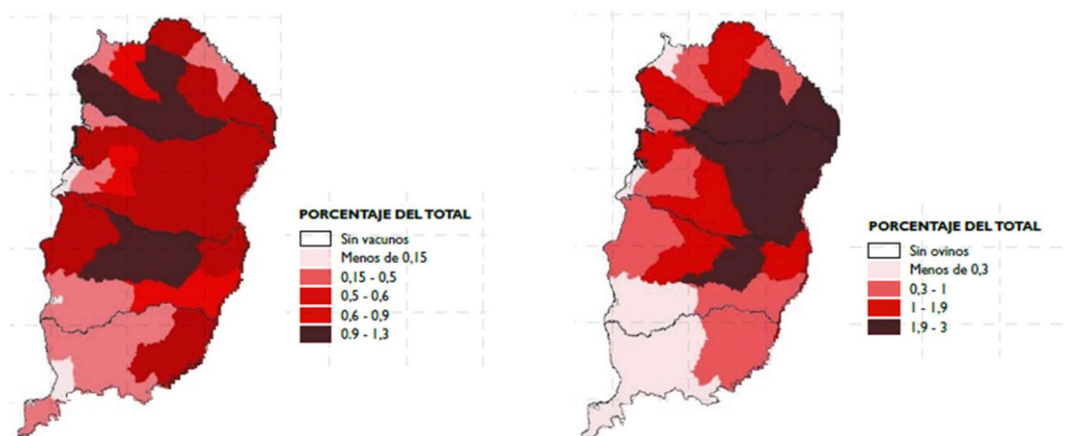 PORCENTAJE DEL TOTAL
Sin vacunos
Menos de 0,15
0,15 - 0,5
0,5 - 0,6
0,6 - 0,9
0.9 - 1,3
PORCENTAJE DEL TOTAL
Sin ovinos
Menos de 0,3
0,3 - 1
1 - 1,9
1,9 - 3